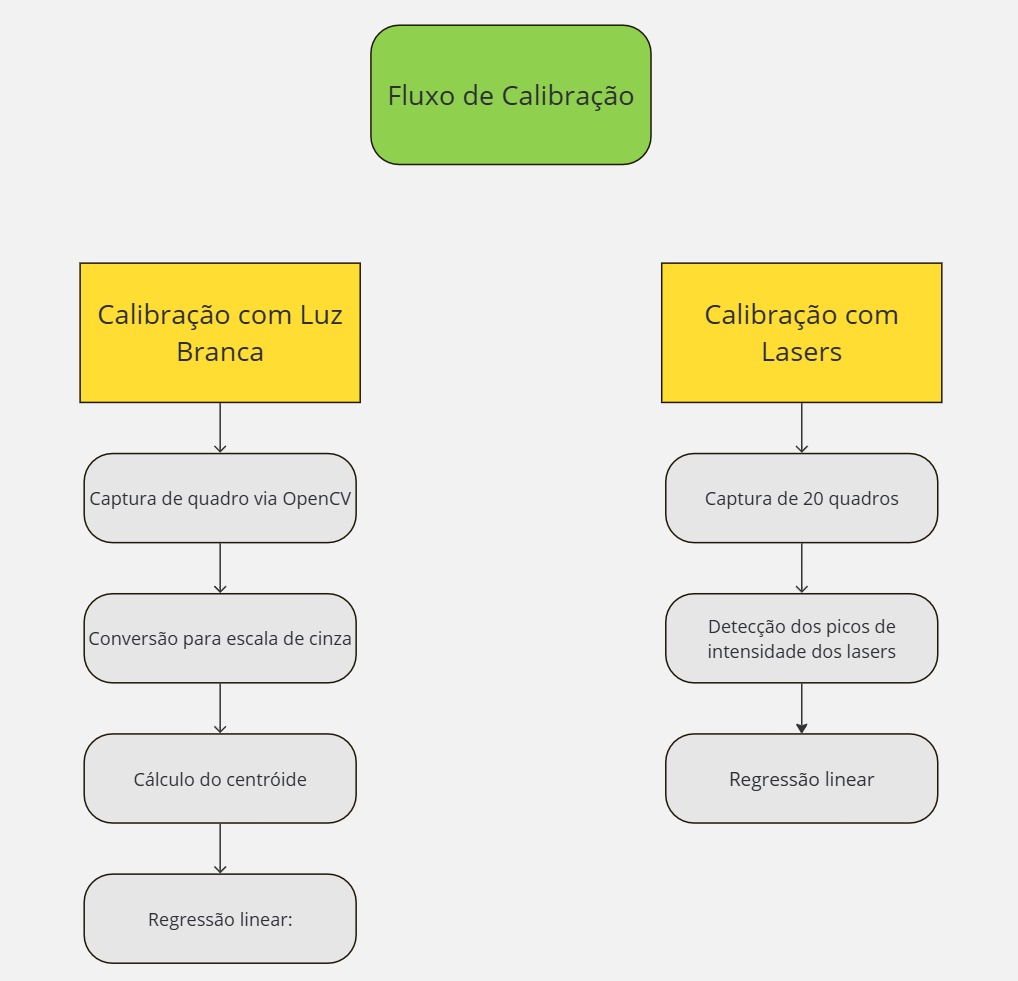 Fluxo de Calibração
Calibração com Luz
Branca
Captura de quadro via OpenCV
Conversão para escala de cinza
Cálculo do centróide
Regressão linear:
Calibração com
Lasers
Captura de 20 quadros
Detecção dos picos de
intensidade dos lasers
Regressão linear